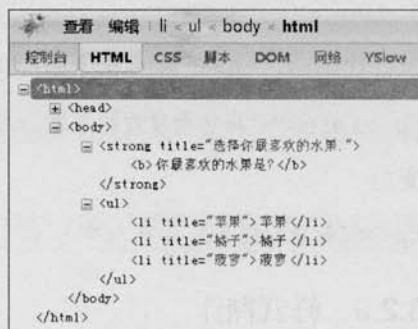 查看 编辑 | li < ul < body < html
控制台 HTML CSS 脚本 DOM 网络 YSlow
<html>
<head>
<body>
<strong title="选择你最喜欢的水果.">
<b>你最喜欢的水果是?</b>
</strong>
<ul>
<li title="苹果">苹果</li>
<li title="橘子">橘子</li>
<li title="菠萝">菠萝</li>
</ul>
</body>
</html>